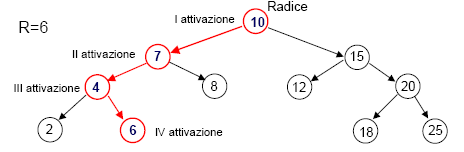 I attivazione
Radice
R=6
10
II attivazione
7
15
III attivazione
4
8
12
20
2
6
IV attivazione
18
25